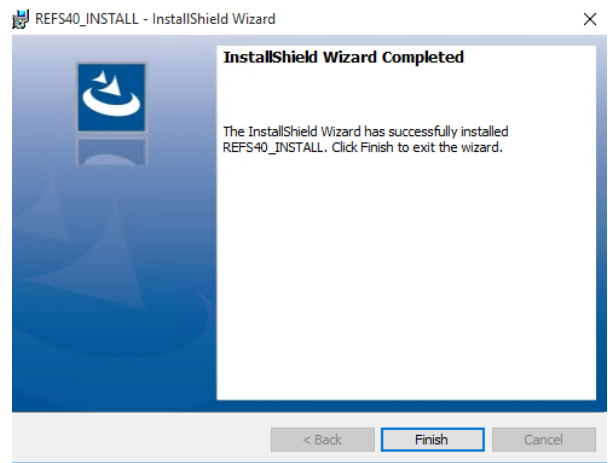 REFS40_INSTALL - InstallShield Wizard
InstallShield Wizard Completed
The InstallShield Wizard has successfully installed
REFS40_INSTALL. Click Finish to exit the wizard.
< Back Finish Cancel